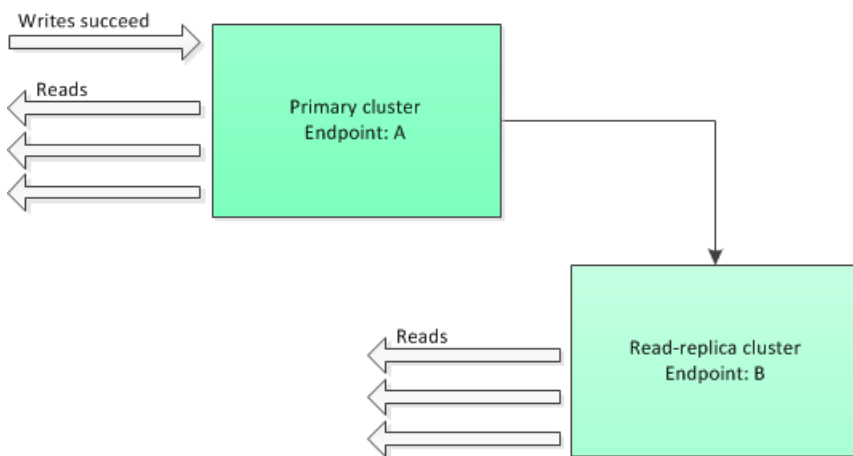 Writes succeed
Reads
Primary cluster
Endpoint: A
Reads
Read-replica cluster
Endpoint: B